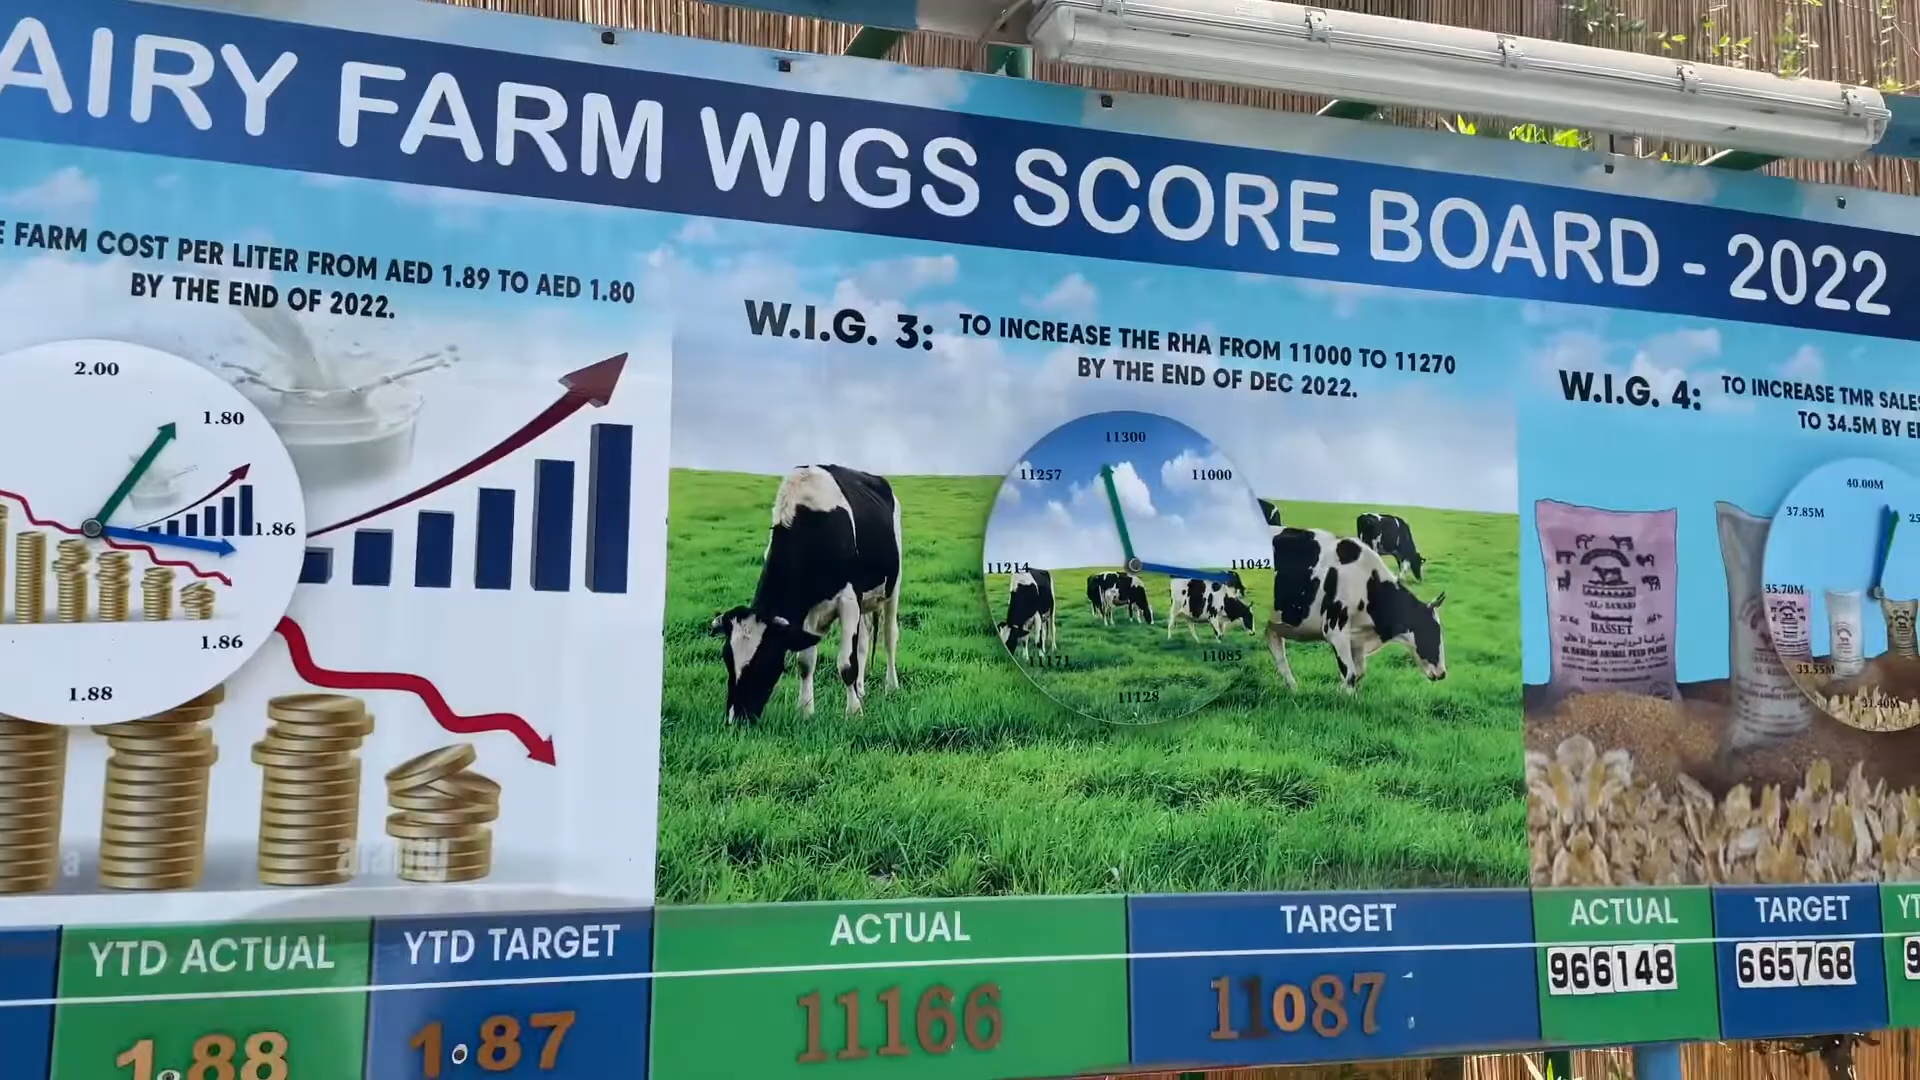 AIRY FARM WIGS SCORE BOARD - 2022
E FARM COST PER LITER FROM AED 1.89 TO AED 1.80
BY THE END OF 2022.
2.00
1.80
1.86
1.86
1.88
YTD ACTUAL
YTD TARGET
1.88
1.87
W.I.G. 3: TO INCREASE THE RHA FROM 11000 TO 11270
BY THE END OF DEC 2022.
11300
11257
11000
11214
11042
11171
11085
11128
ACTUAL
TARGET
11166
11087
W.I.G. 4: TO INCREASE TMR SALES
TO 34.5M BY E
40.00M
37.85M
25
35.70M
33.55M
31.40M
BASSET
ACTUAL
TARGET
YT
966148
665768
9